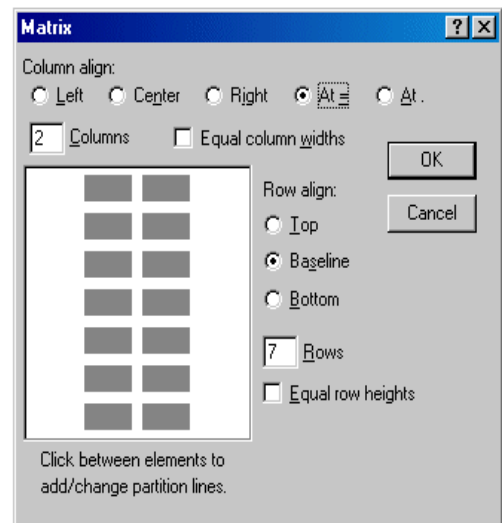 Matrix
Column align:
Left Center Right At = At .
2 Columns Equal column widths
OK
Row align:
Cancel
Top
Baseline
Bottom
7 Rows
Equal row heights
Click between elements to
add/change partition lines.